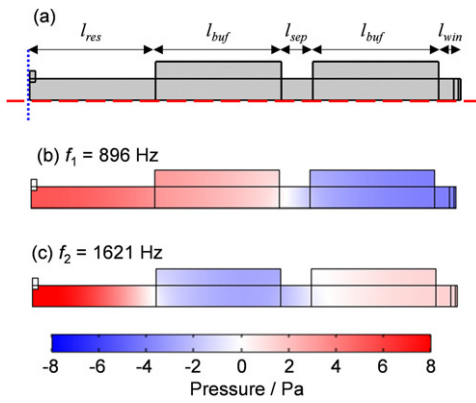 (a)
l_res l_buf l_sep l_buf l_win
(b) f₁ = 896 Hz
(c) f₂ = 1621 Hz
-8 -6 -4 -2 0 2 4 6 8
Pressure / Pa